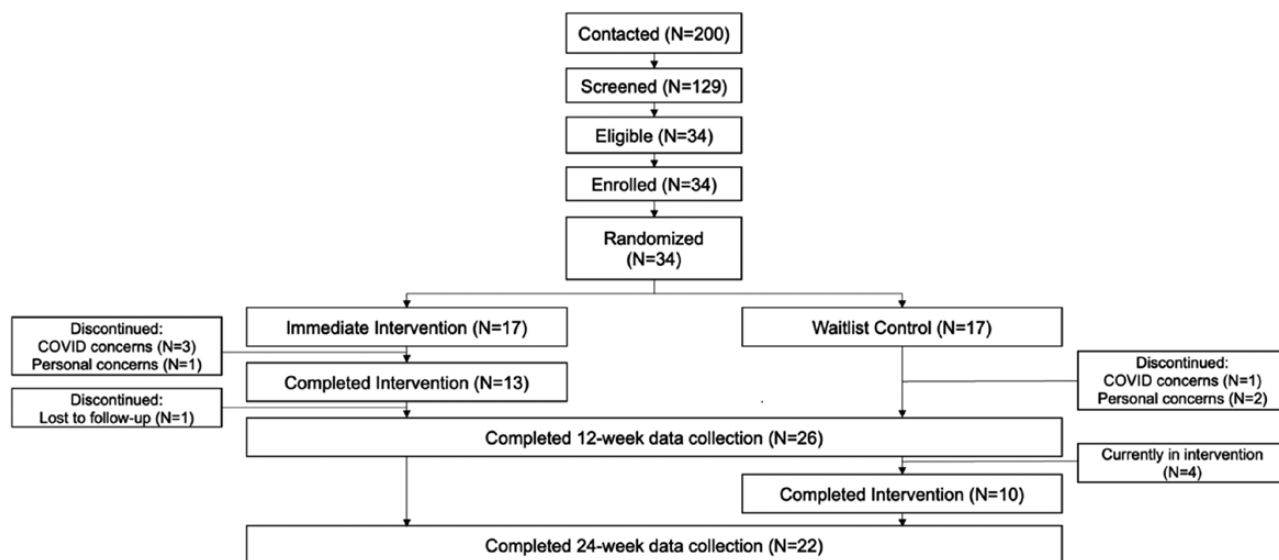 Contacted (N=200)
Screened (N=129)
Eligible (N=34)
Enrolled (N=34)
Randomized
(N=34)
Immediate Intervention (N=17)
Waitlist Control (N=17)
Discontinued:
COVID concerns (N=3)
Personal concerns (N=1)
Completed Intervention (N=13)
Discontinued:
COVID concerns (N=1)
Personal concerns (N=2)
Discontinued:
Lost to follow-up (N=1)
Completed 12-week data collection (N=26)
Currently in intervention
(N=4)
Completed Intervention (N=10)
Completed 24-week data collection (N=22)